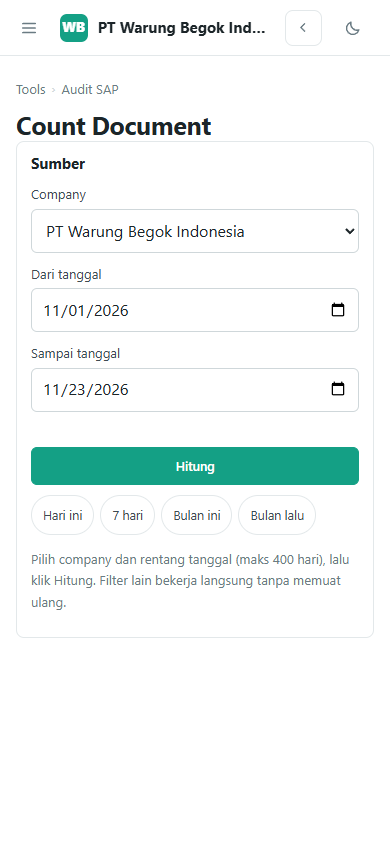 WB PT Warung Begok Ind...
Tools › Audit SAP
Count Document
Sumber
Company
PT Warung Begok Indonesia
Dari tanggal
11/01/2026
Sampai tanggal
11/23/2026
Hitung
Hari ini 7 hari Bulan ini Bulan lalu
Pilih company dan rentang tanggal (maks 400 hari), lalu
klik Hitung. Filter lain bekerja langsung tanpa memuat
ulang.